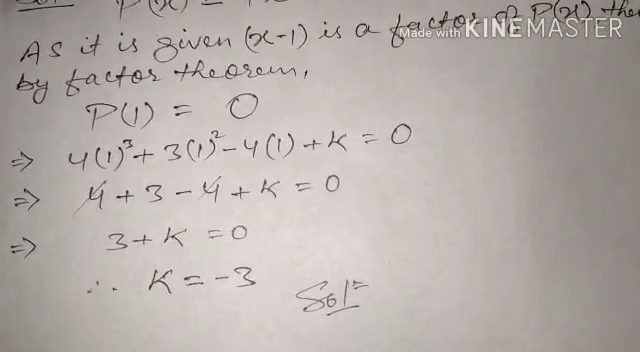 P(x) =
As it is given (x-1) is a factor of P(x) then
Made with KINEMASTER
by factor theorem,
P(1) = 0
⇒ 4(1)³ + 3(1)² - 4(1) + K = 0
⇒ 4 + 3 - 4 + K = 0
⇒ 3 + K = 0
∴ K = -3
Solⁿ